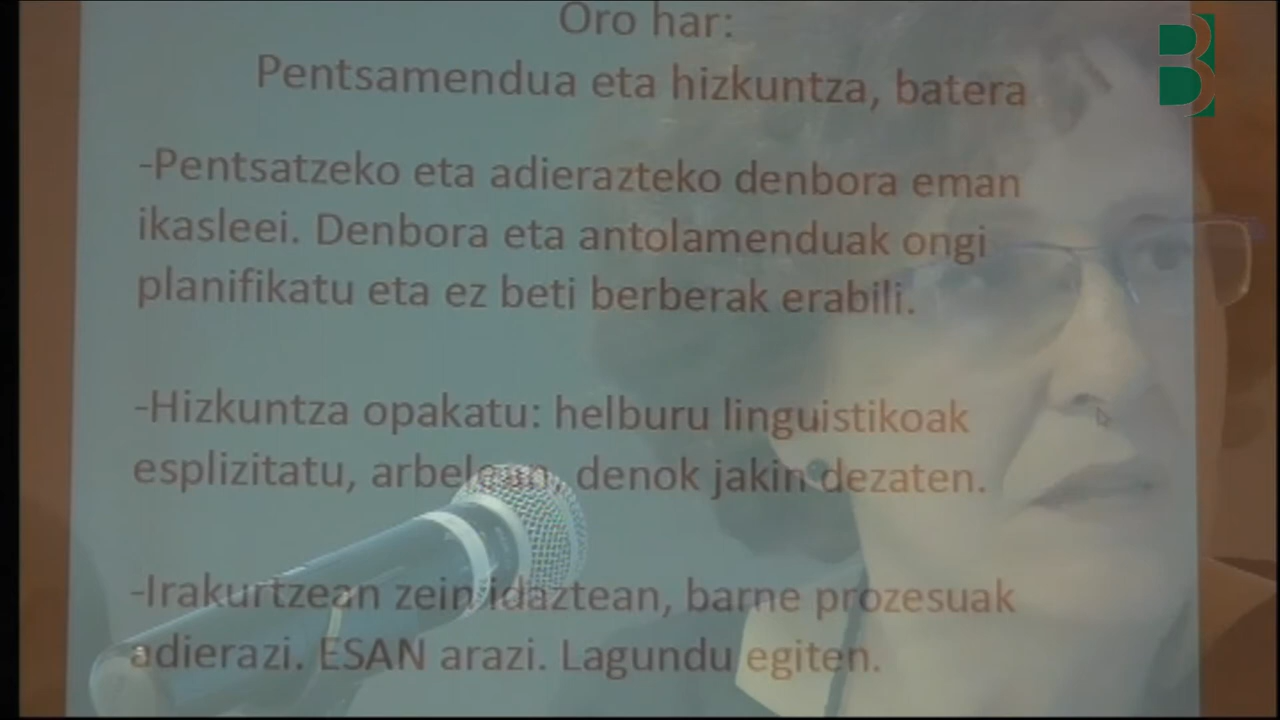 Oro har:
Pentsamendua eta hizkuntza, batera
-Pentsatzeko eta adierazteko denbora eman
ikasleei. Denbora eta antolamenduak ongi
planifikatu eta ez beti berberak erabili.
-Hizkuntza opakatu: helburu linguistikoak
esplizitatu, arbelean, denok jakin dezaten.
-Irakurtzean zein idaztean, barne prozesuak
adierazi. ESAN arazi. Lagundu egiten.
B